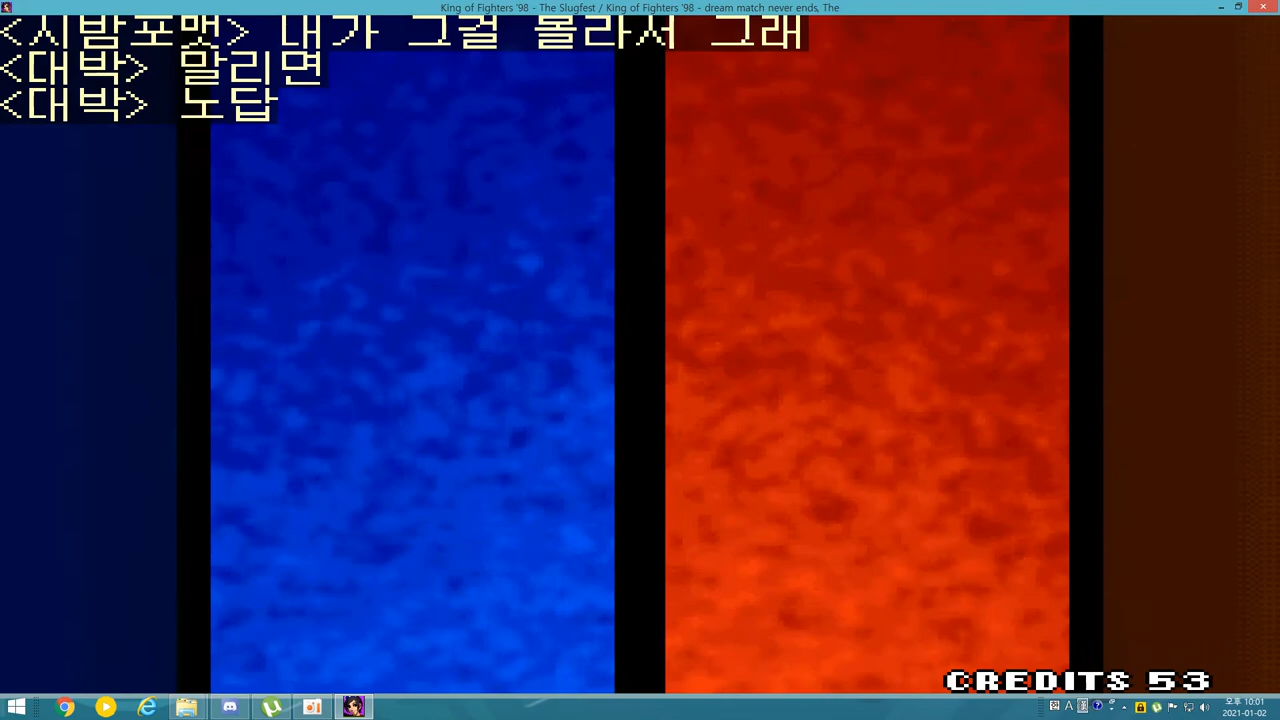 King of Fighters '98 - The Slugfest / King of Fighters '98 - dream match never ends, The
<시밤포맷> 내가 그걸 몰라서 그래
<대박> 말리면
<대박> 노답
CREDITS 53
오후 10:01
2021-01-02